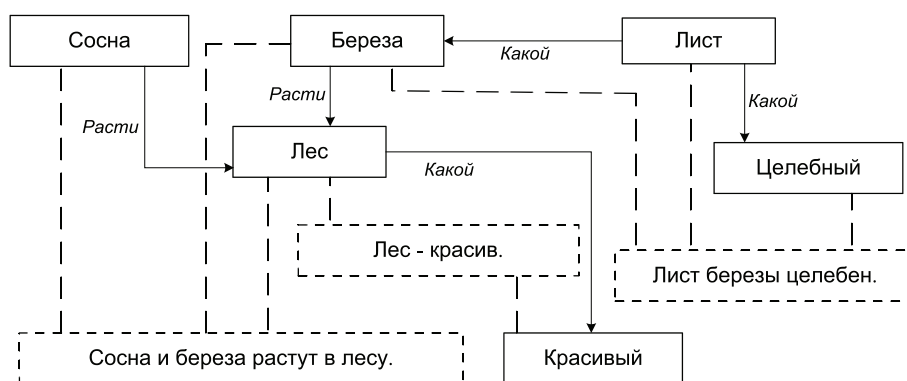 Сосна
Береза
Лист
Какой
Расти
Какой
Расти
Лес
Какой
Целебный
Лес - красив.
Лист березы целебен.
Сосна и береза растут в лесу.
Красивый